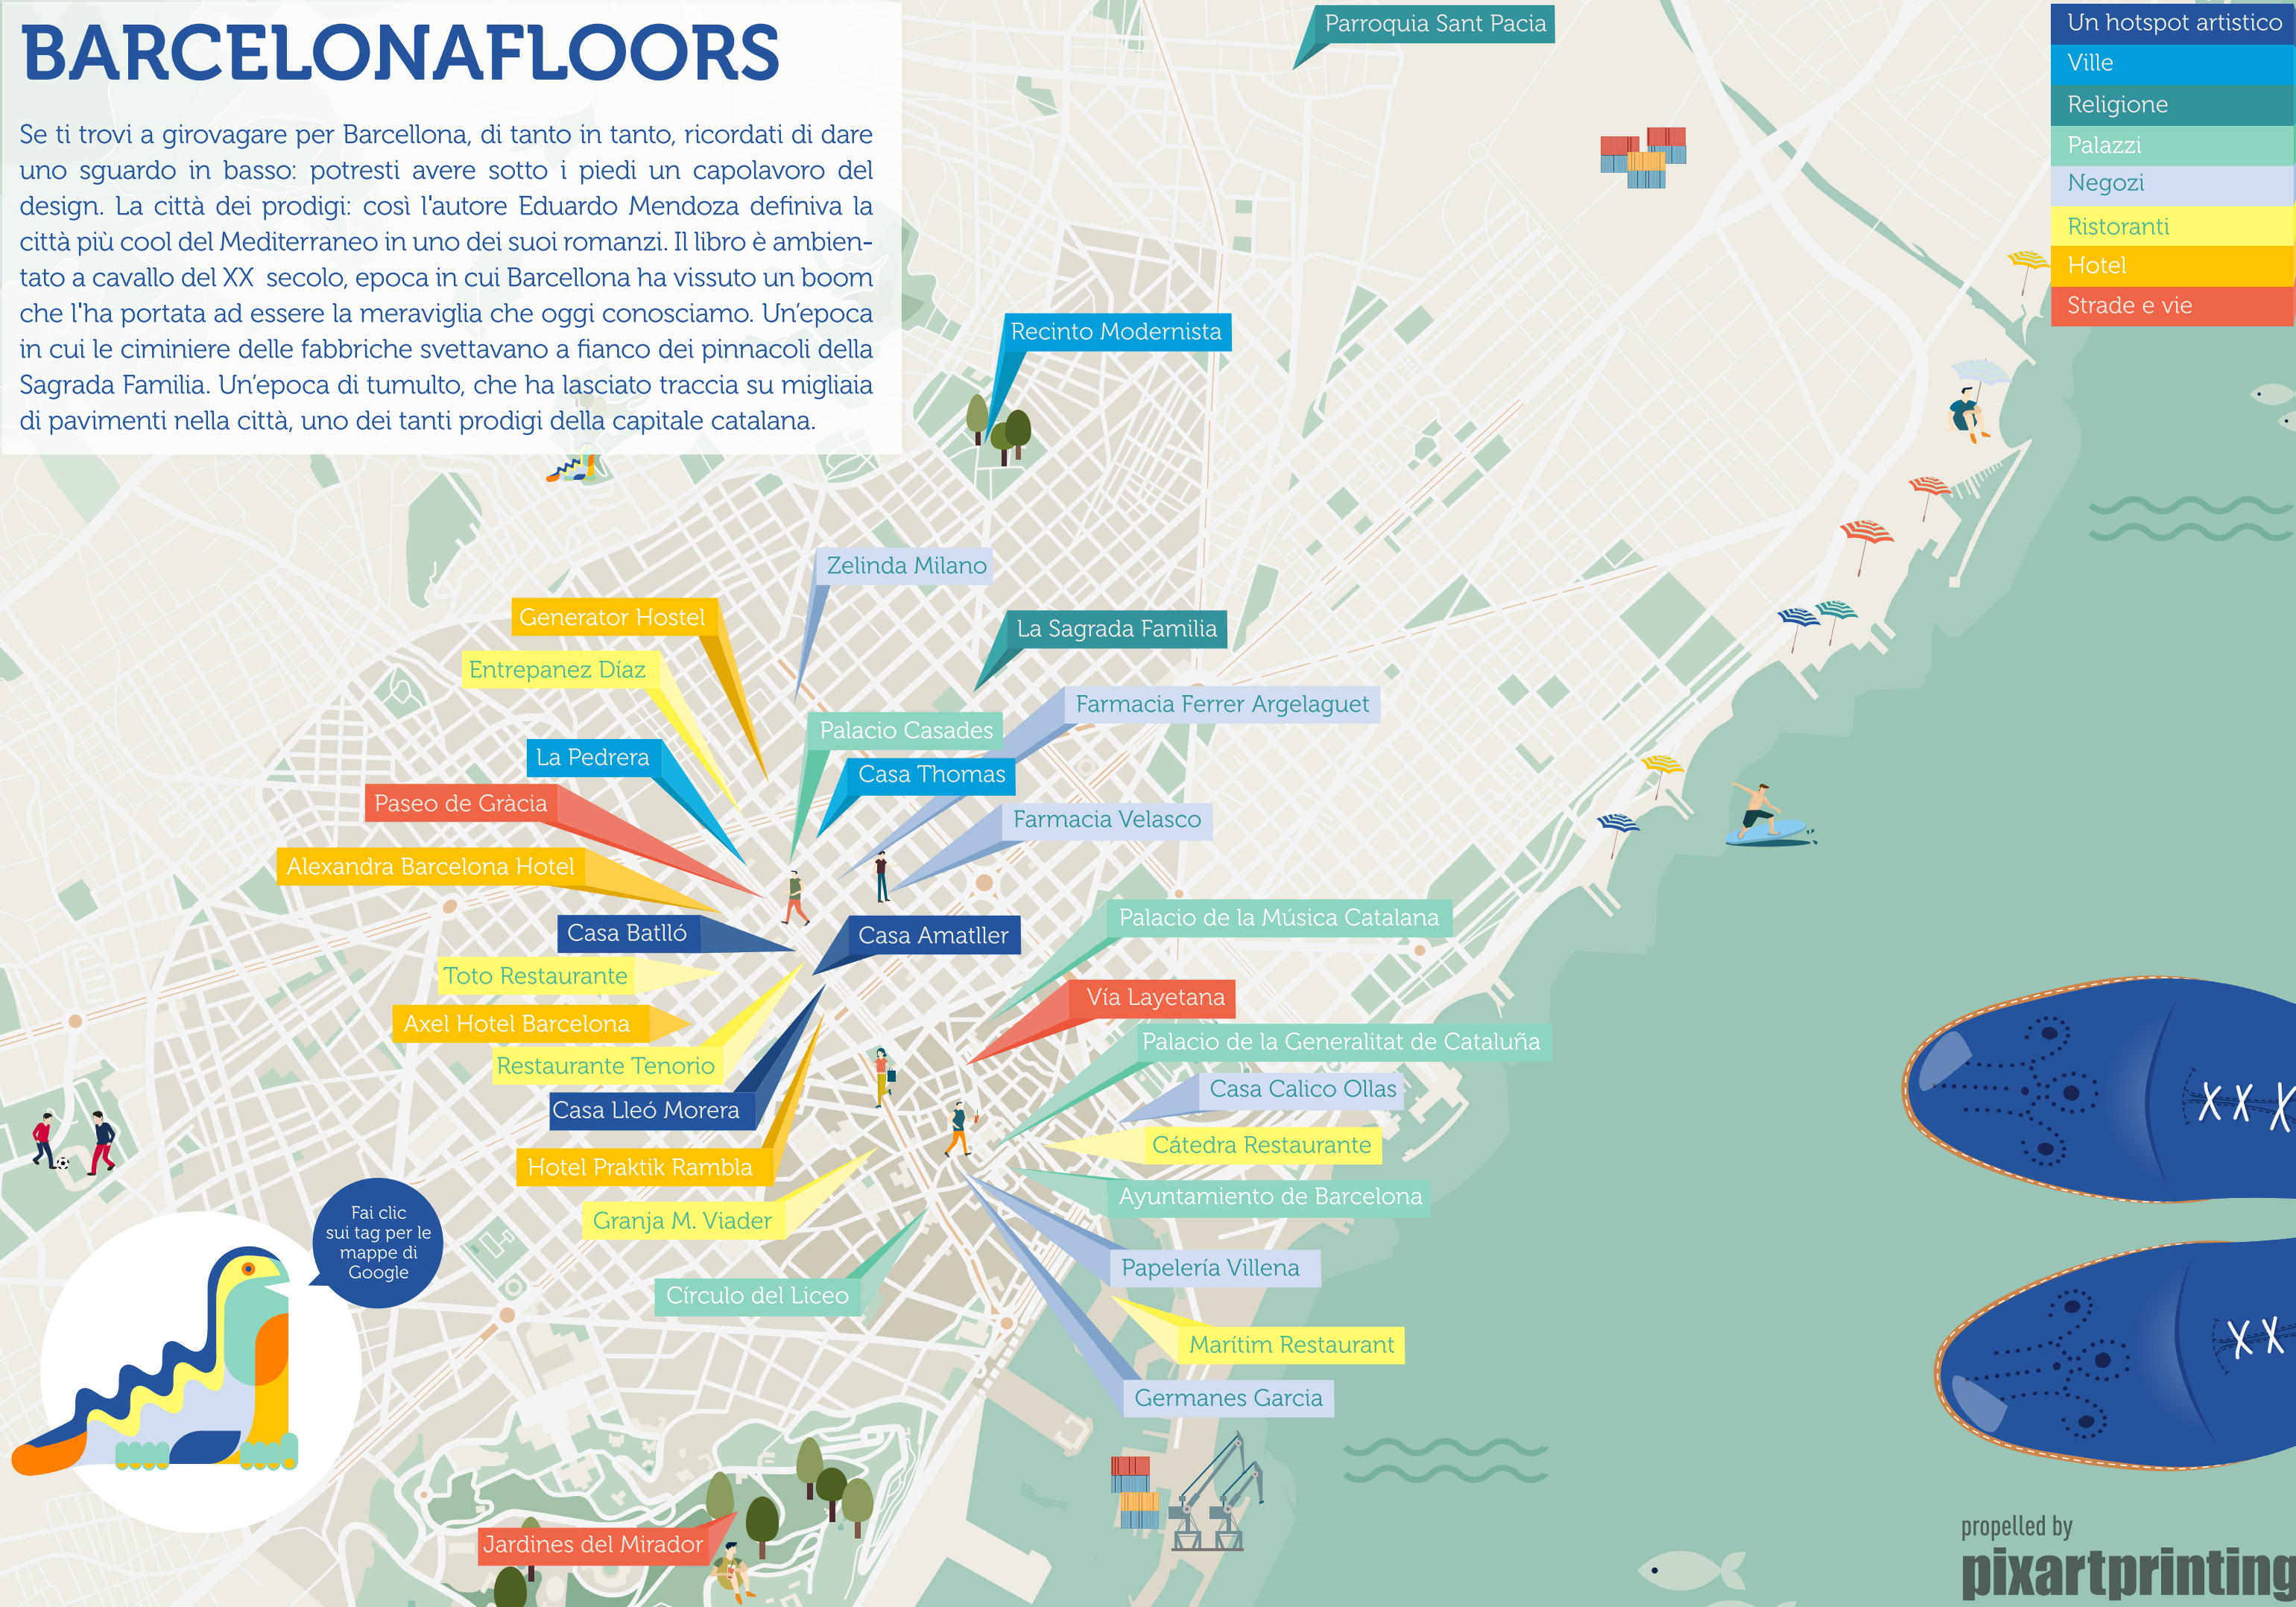 BARCELONAFLOORS
Se ti trovi a girovagare per Barcellona, di tanto in tanto, ricordati di dare
uno sguardo in basso: potresti avere sotto i piedi un capolavoro del
design. La città dei prodigi: così l'autore Eduardo Mendoza definiva la
città più cool del Mediterraneo in uno dei suoi romanzi. Il libro è ambien-
tato a cavallo del XX secolo, epoca in cui Barcellona ha vissuto un boom
che l'ha portata ad essere la meraviglia che oggi conosciamo. Un'epoca
in cui le ciminiere delle fabbriche svettavano a fianco dei pinnacoli della
Sagrada Familia. Un'epoca di tumulto, che ha lasciato traccia su migliaia
di pavimenti nella città, uno dei tanti prodigi della capitale catalana.
Un hotspot artistico
Ville
Religione
Palazzi
Negozi
Ristoranti
Hotel
Strade e vie
Parroquia Sant Pacia
Recinto Modernista
Zelinda Milano
Generator Hostel
La Sagrada Familia
Entrepanez Díaz
Farmacia Ferrer Argelaguet
Palacio Casades
La Pedrera
Casa Thomas
Paseo de Gràcia
Farmacia Velasco
Alexandra Barcelona Hotel
Palacio de la Música Catalana
Casa Batlló
Casa Amatller
Toto Restaurante
Vía Layetana
Axel Hotel Barcelona
Palacio de la Generalitat de Cataluña
Restaurante Tenorio
Casa Calico Ollas
Casa Lleó Morera
Cátedra Restaurante
Hotel Praktik Rambla
Ayuntamiento de Barcelona
Granja M. Viader
Papelería Villena
Círculo del Liceo
Marítim Restaurant
Germanes Garcia
Jardines del Mirador
Fai clic
sui tag per le
mappe di
Google
propelled by
pixartprinting